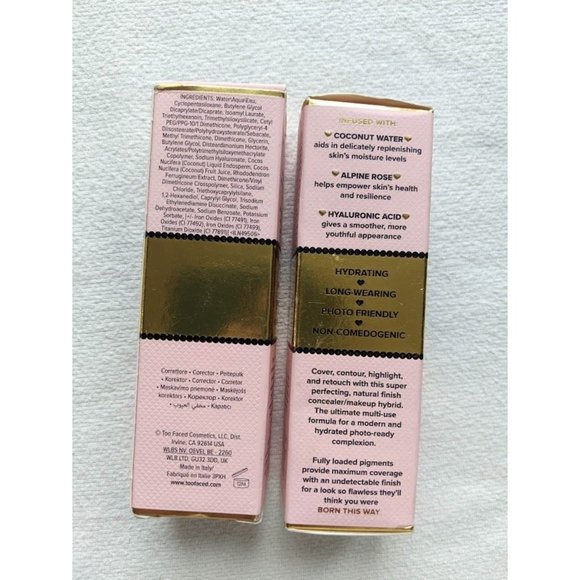 INGREDIENTS: Water/Aqua/Eau,
Cyclopentasiloxane, Butylene Glycol
Dicaprylate/Dicaprate, Isoamyl Laurate,
Triethylhexanoin, Trimethylsiloxysilicate, Cetyl
PEG/PPG-10/1 Dimethicone, Polyglyceryl-4
Diisostearate/Polyhydroxystearate/Sebacate,
Methyl Trimethicone, Dimethicone, Glycerin,
Butylene Glycol, Disteardimonium Hectorite,
Acrylates/Polytrimethylsiloxymethacrylate
Copolymer, Sodium Hyaluronate, Cocos
Nucifera (Coconut) Liquid Endosperm, Cocos
Nucifera (Coconut) Fruit Juice, Rhododendron
Ferrugineum Extract, Dimethicone/Vinyl
Dimethicone Crosspolymer, Silica, Sodium
Chloride, Triethoxycaprylylsilane,
1,2-Hexanediol, Caprylyl Glycol, Trisodium
Ethylenediamine Disuccinate, Sodium
Dehydroacetate, Sodium Benzoate, Potassium
Sorbate, [+/- Iron Oxides (CI 77491), Iron
Oxides (CI 77492), Iron Oxides (CI 77499),
Titanium Dioxide (CI 77891)] <ILN49506>
Correttore • Corrector • Peitepuik
• Korektor • Corrector • Corretor
• Maskavimo priemonė • Maskējošs
korektors • Коректор • Korektor
• مخفي العيوب •
© Too Faced Cosmetics, LLC, Dist.
Irvine, CA 92614 USA
WLBS NV, OEVEL BE - 2260
WLB LTD, GU32 3DD, UK
Made in Italy/
Fabriqué en Italie 3PXH
www.toofaced.com
12M
INFUSED WITH:
COCONUT WATER
aids in delicately replenishing
skin's moisture levels
ALPINE ROSE
helps empower skin's health
and resilience
HYALURONIC ACID
gives a smoother, more
youthful appearance
HYDRATING
LONG-WEARING
PHOTO FRIENDLY
NON-COMEDOGENIC
Cover, contour, highlight,
and retouch with this super
perfecting, natural finish
concealer/makeup hybrid.
The ultimate multi-use
formula for a modern and
hydrated photo-ready
complexion.
Fully loaded pigments
provide maximum coverage
with an undetectable finish
for a look so flawless they'll
think you were
BORN THIS WAY